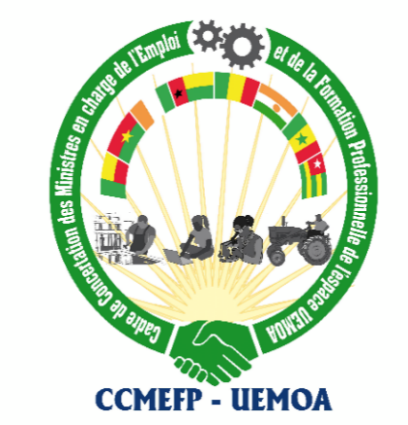 Cadre de Concertation des Ministres en charge de l'Emploi
et de la Formation Professionnelle de l'espace UEMOA
CCMEFP - UEMOA